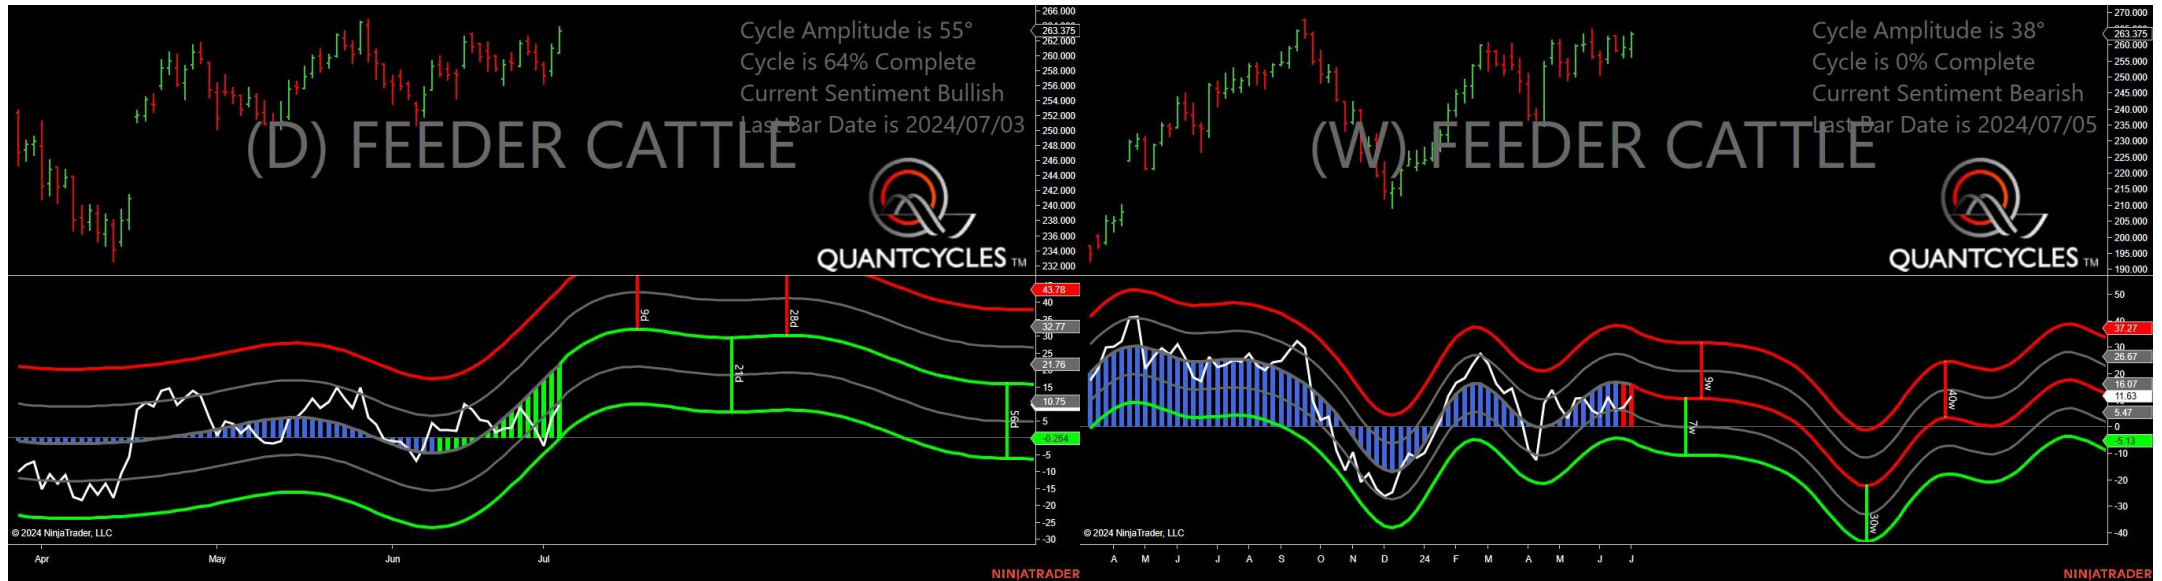 Cycle Amplitude is 55°
Cycle is 64% Complete
Current Sentiment Bullish
Last Bar Date is 2024/07/03
(D) FEEDER CATTLE
QUANTCYCLES TM
266.000
263.375
262.000
260.000
258.000
256.000
254.000
252.000
250.000
248.000
246.000
244.000
242.000
240.000
238.000
236.000
234.000
232.000
43.78
40
32.77
30
25
21.76
15
10.75
5
-0.264
-5
-10
-15
-20
-25
-30
9d
28d
21d
56d
© 2024 NinjaTrader, LLC
Apr
May
Jun
Jul
NINJATRADER
Cycle Amplitude is 38°
Cycle is 0% Complete
Current Sentiment Bearish
Last Bar Date is 2024/07/05
(W) FEEDER CATTLE
QUANTCYCLES TM
270.000
263.375
260.000
255.000
250.000
245.000
240.000
235.000
230.000
225.000
220.000
215.000
210.000
205.000
200.000
195.000
190.000
50
40
37.27
30
26.67
20
16.07
11.63
5.47
0
-5.13
-10
-20
-30
-40
9w
7w
40w
30w
© 2024 NinjaTrader, LLC
A M J J A S O N D 24 F M A M J J
NINJATRADER